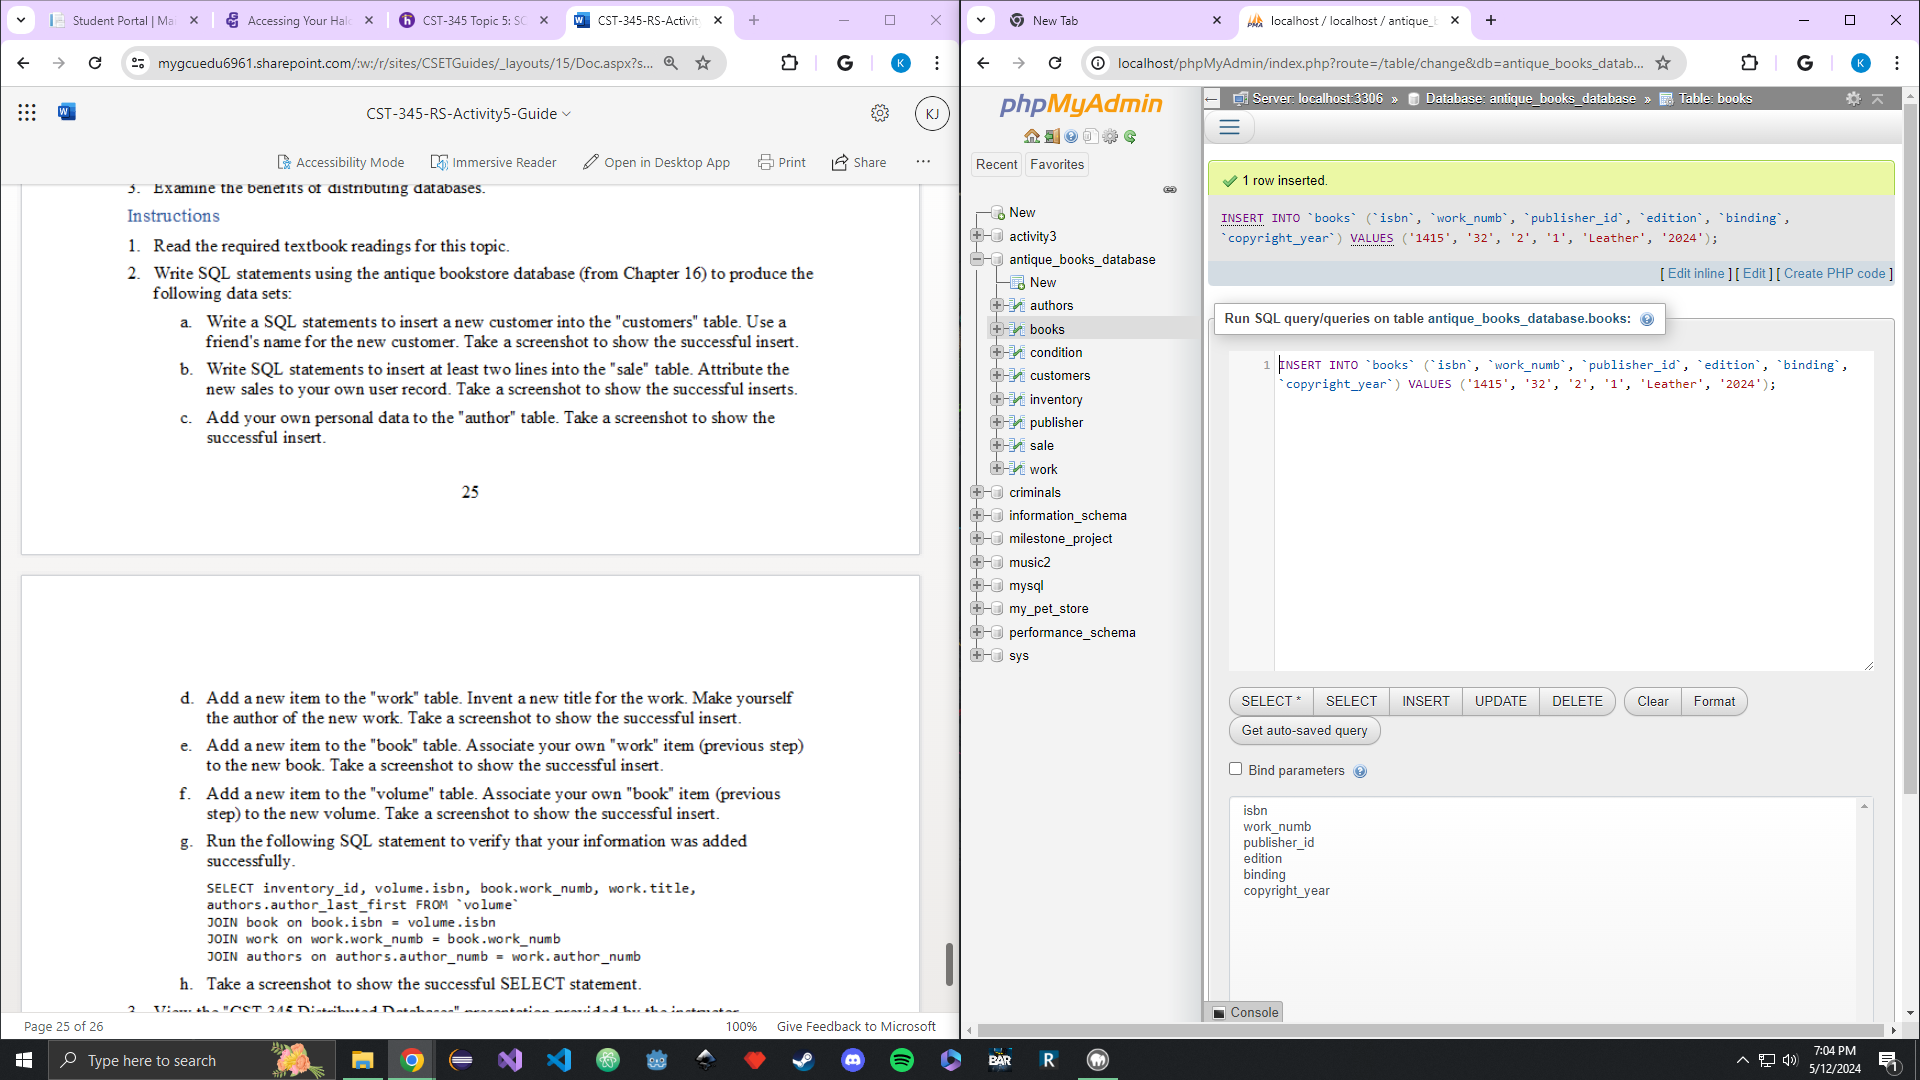 Student Portal | Mai
Accessing Your Halo
CST-345 Topic 5: SQ
CST-345-RS-Activity
mygcuedu6961.sharepoint.com/:w:/r/sites/CSETGuides/_layouts/15/Doc.aspx?s...
K
CST-345-RS-Activity5-Guide
KJ
Accessibility Mode
Immersive Reader
Open in Desktop App
Print
Share
...
3. Examine the benefits of distributing databases.
Instructions
1. Read the required textbook readings for this topic.
2. Write SQL statements using the antique bookstore database (from Chapter 16) to produce the
following data sets:
a. Write a SQL statements to insert a new customer into the "customers" table. Use a
friend's name for the new customer. Take a screenshot to show the successful insert.
b. Write SQL statements to insert at least two lines into the "sale" table. Attribute the
new sales to your own user record. Take a screenshot to show the successful inserts.
c. Add your own personal data to the "author" table. Take a screenshot to show the
successful insert.
25
d. Add a new item to the "work" table. Invent a new title for the work. Make yourself
the author of the new work. Take a screenshot to show the successful insert.
e. Add a new item to the "book" table. Associate your own "work" item (previous step)
to the new book. Take a screenshot to show the successful insert.
f. Add a new item to the "volume" table. Associate your own "book" item (previous
step) to the new volume. Take a screenshot to show the successful insert.
g. Run the following SQL statement to verify that your information was added
successfully.
SELECT inventory_id, volume.isbn, book.work_numb, work.title,
authors.author_last_first FROM `volume`
JOIN book on book.isbn = volume.isbn
JOIN work on work.work_numb = book.work_numb
JOIN authors on authors.author_numb = work.author_numb
h. Take a screenshot to show the successful SELECT statement.
3. View the "CST-345 Distributed Databases" presentation provided by the instructor.
Page 25 of 26
100%
Give Feedback to Microsoft
New Tab
localhost / localhost / antique_b
localhost/phpMyAdmin/index.php?route=/table/change&db=antique_books_datab...
K
phpMyAdmin
Recent
Favorites
New
activity3
antique_books_database
New
authors
books
condition
customers
inventory
publisher
sale
work
criminals
information_schema
milestone_project
music2
mysql
my_pet_store
performance_schema
sys
Server: localhost:3306 » Database: antique_books_database » Table: books
1 row inserted.
INSERT INTO `books` (`isbn`, `work_numb`, `publisher_id`, `edition`, `binding`,
`copyright_year`) VALUES ('1415', '32', '2', '1', 'Leather', '2024');
[ Edit inline ] [ Edit ] [ Create PHP code ]
Run SQL query/queries on table antique_books_database.books:
1 INSERT INTO `books` (`isbn`, `work_numb`, `publisher_id`, `edition`, `binding`,
`copyright_year`) VALUES ('1415', '32', '2', '1', 'Leather', '2024');
SELECT *
SELECT
INSERT
UPDATE
DELETE
Clear
Format
Get auto-saved query
Bind parameters
isbn
work_numb
publisher_id
edition
binding
copyright_year
Console
Type here to search
BAR
R
7:04 PM
5/12/2024
1